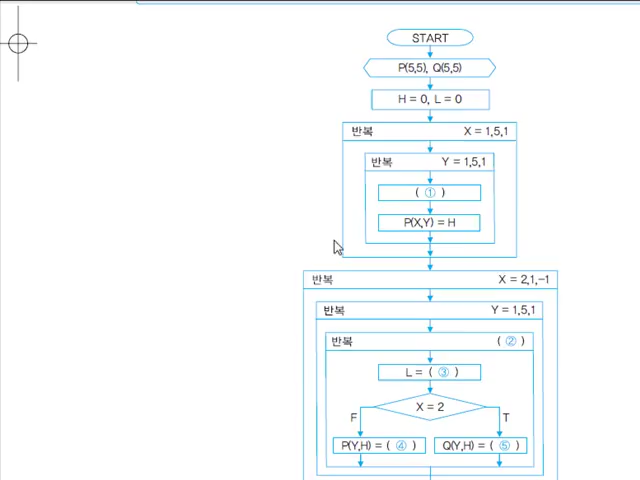 START
P(5,5), Q(5,5)
H = 0, L = 0
반복 X = 1,5,1
반복 Y = 1,5,1
( ① )
P(X,Y) = H
반복 X = 2,1,-1
반복 Y = 1,5,1
반복 ( ② )
L = ( ③ )
X = 2
F T
P(Y,H) = ( ④ ) Q(Y,H) = ( ⑤ )